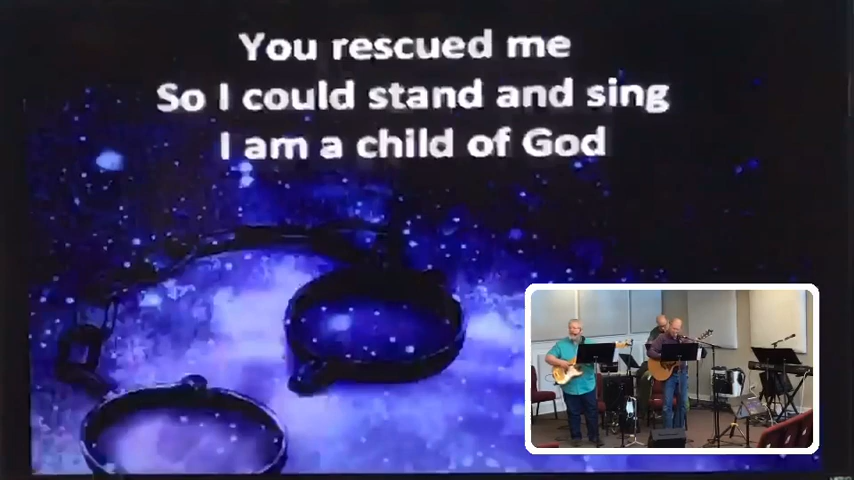 You rescued me
So I could stand and sing
I am a child of God